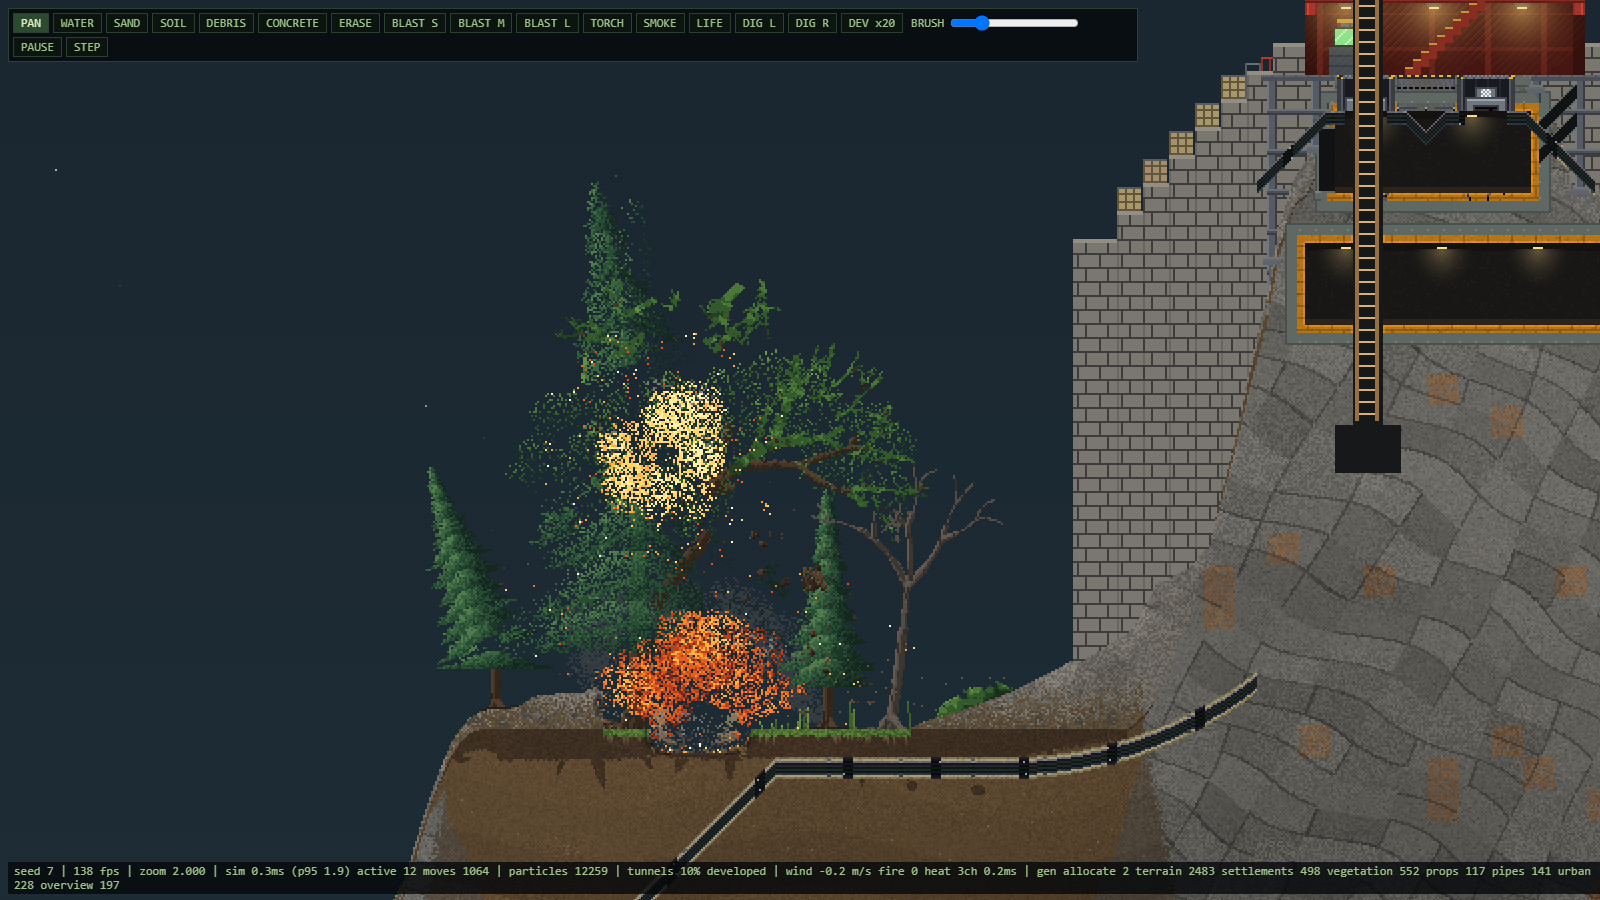 PAN WATER SAND SOIL DEBRIS CONCRETE ERASE BLAST S BLAST M BLAST L TORCH SMOKE LIFE DIG L DIG R DEV x20 BRUSH
PAUSE STEP
seed 7 | 138 fps | zoom 2.000 | sim 0.3ms (p95 1.9) active 12 moves 1064 | particles 12259 | tunnels 10% developed | wind -0.2 m/s fire 0 heat 3ch 0.2ms | gen allocate 2 terrain 2483 settlements 498 vegetation 552 props 117 pipes 141 urban
228 overview 197